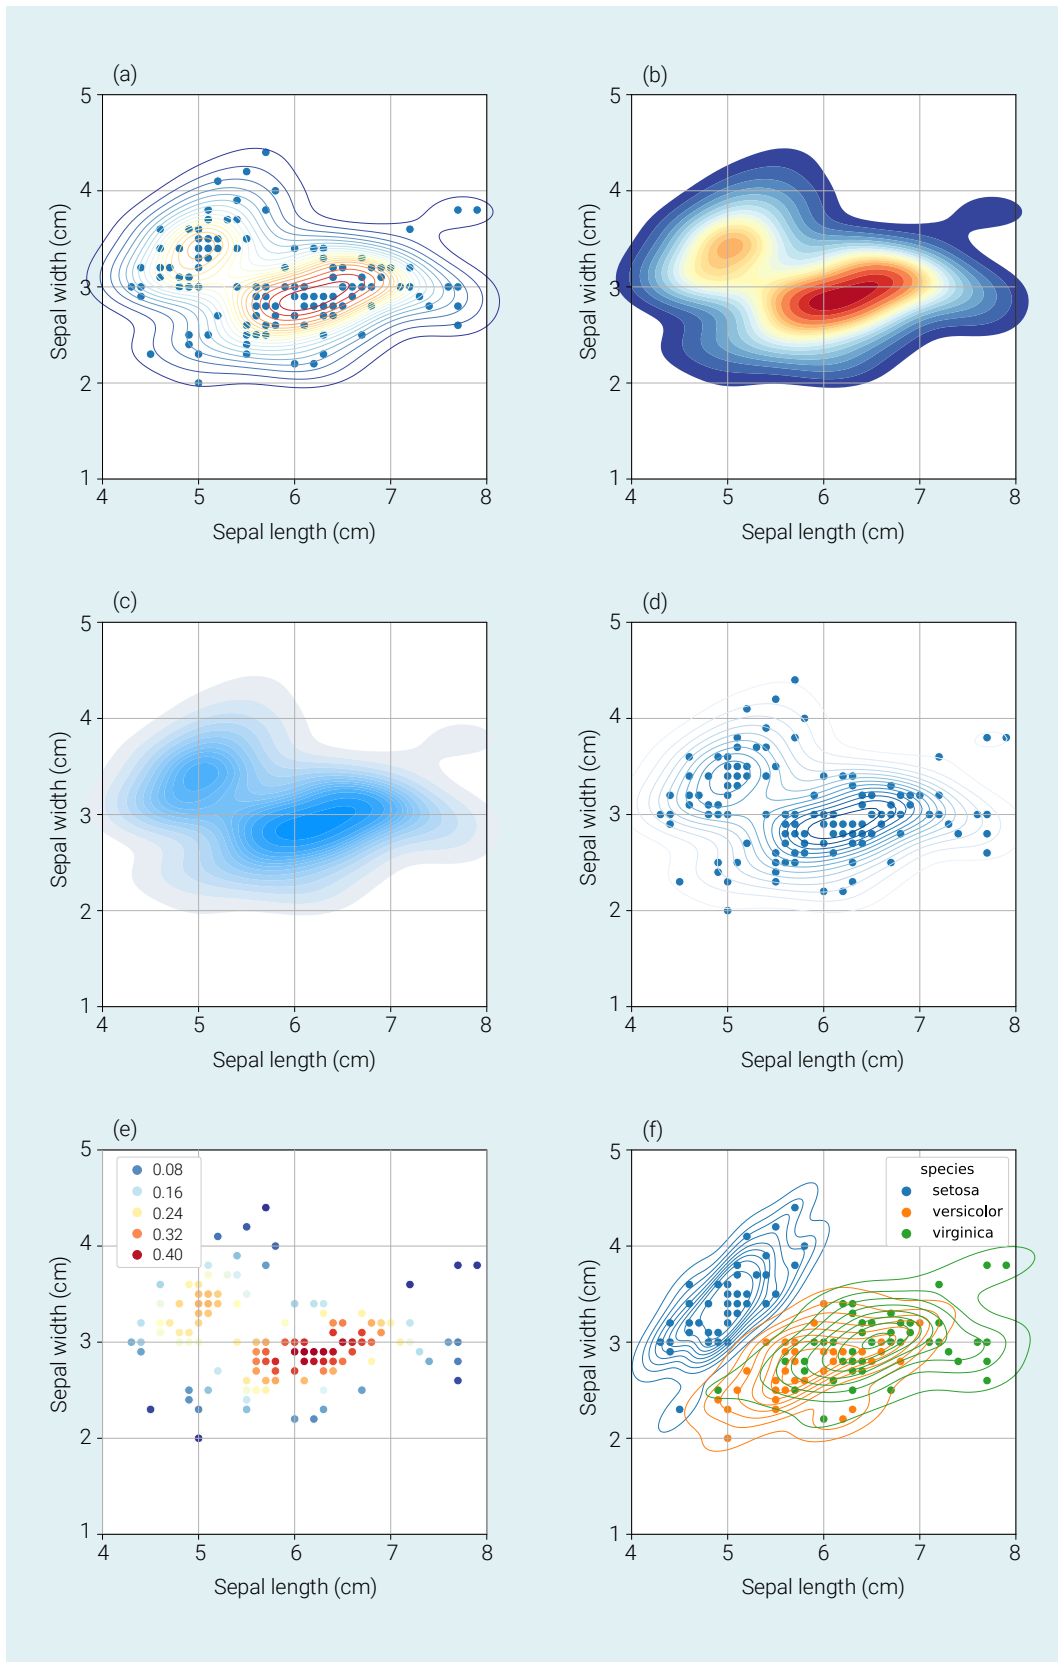 (a)
5
4
3
2
1
4 5 6 7 8
Sepal width (cm)
Sepal length (cm)
(b)
5
4
3
2
1
4 5 6 7 8
Sepal width (cm)
Sepal length (cm)
(c)
5
4
3
2
1
4 5 6 7 8
Sepal width (cm)
Sepal length (cm)
(d)
5
4
3
2
1
4 5 6 7 8
Sepal width (cm)
Sepal length (cm)
(e)
5
4
3
2
1
0.08
0.16
0.24
0.32
0.40
4 5 6 7 8
Sepal width (cm)
Sepal length (cm)
(f)
5
4
3
2
1
species
setosa
versicolor
virginica
4 5 6 7 8
Sepal width (cm)
Sepal length (cm)